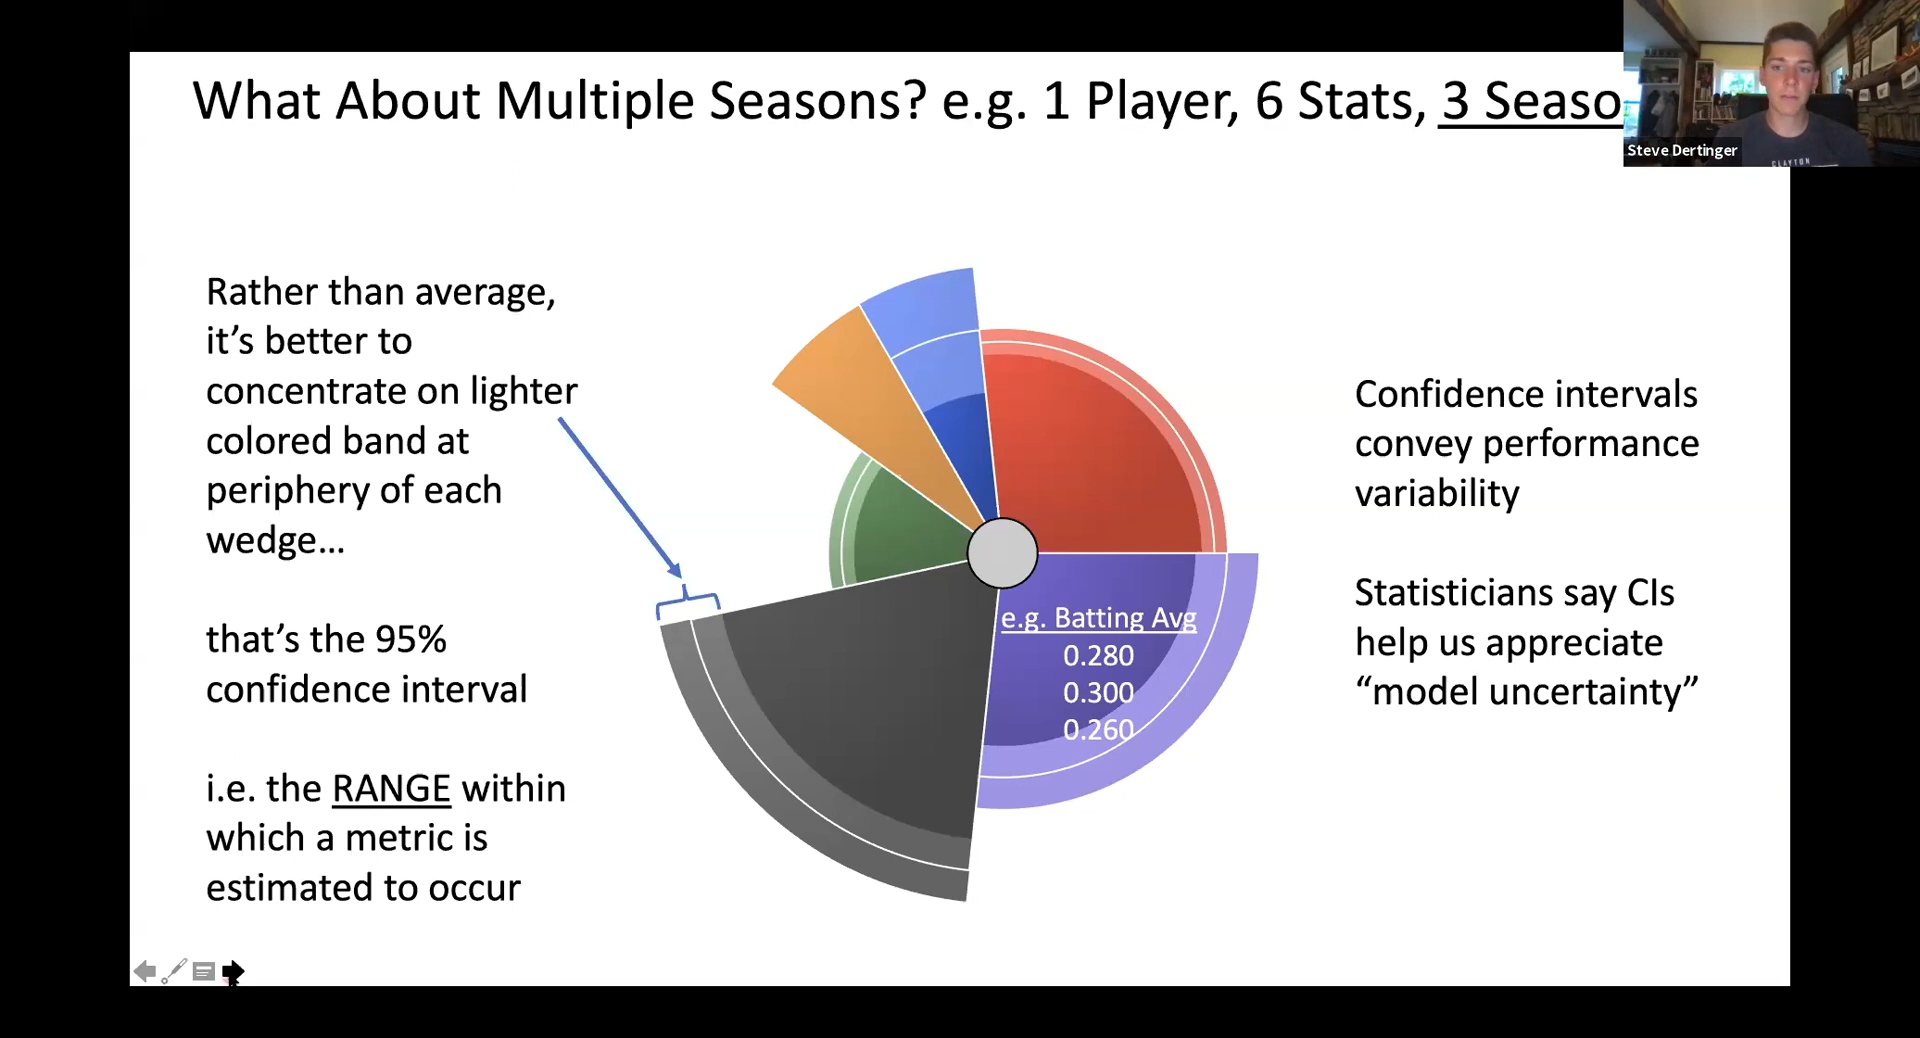 What About Multiple Seasons? e.g. 1 Player, 6 Stats, 3 Seaso
Steve Dertinger
CLAYTON
Rather than average,
it’s better to
concentrate on lighter
colored band at
periphery of each
wedge…
that’s the 95%
confidence interval
i.e. the RANGE within
which a metric is
estimated to occur
e.g. Batting Avg
0.280
0.300
0.260
Confidence intervals
convey performance
variability
Statisticians say CIs
help us appreciate
“model uncertainty”